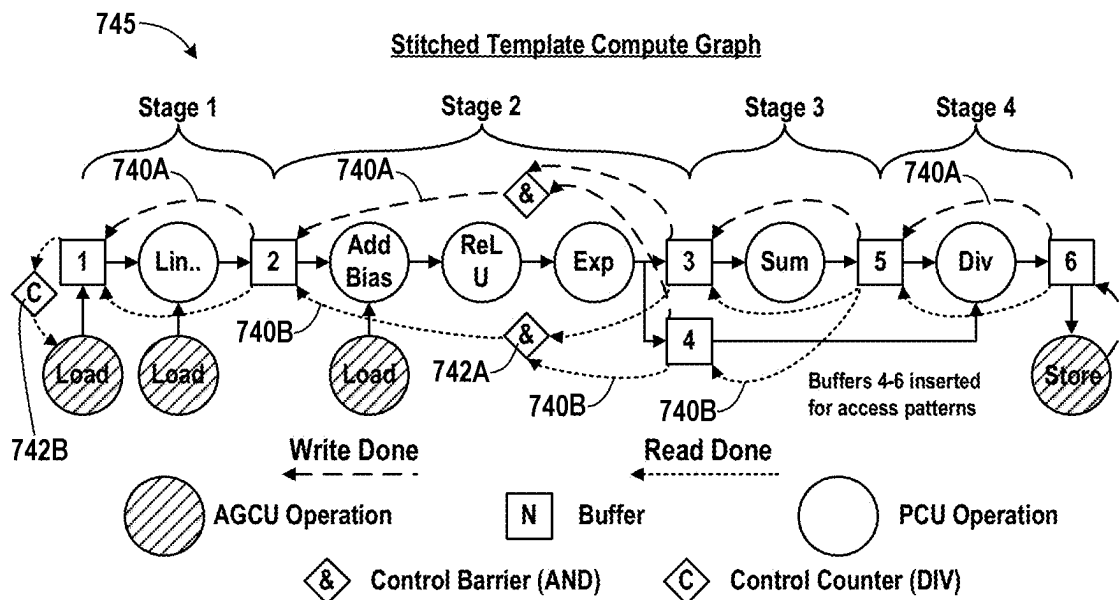 745
Stitched Template Compute Graph
Stage 1
Stage 2
Stage 3
Stage 4
740A
740A
740A
&
1
Lin..
2
Add
Bias
ReL
U
Exp
3
Sum
5
Div
6
C
740B
&
4
Load
Load
Load
742A
Buffers 4-6 inserted
for access patterns
Store
742B
740B
740B
Write Done
Read Done
AGCU Operation
N
Buffer
PCU Operation
&
Control Barrier (AND)
C
Control Counter (DIV)